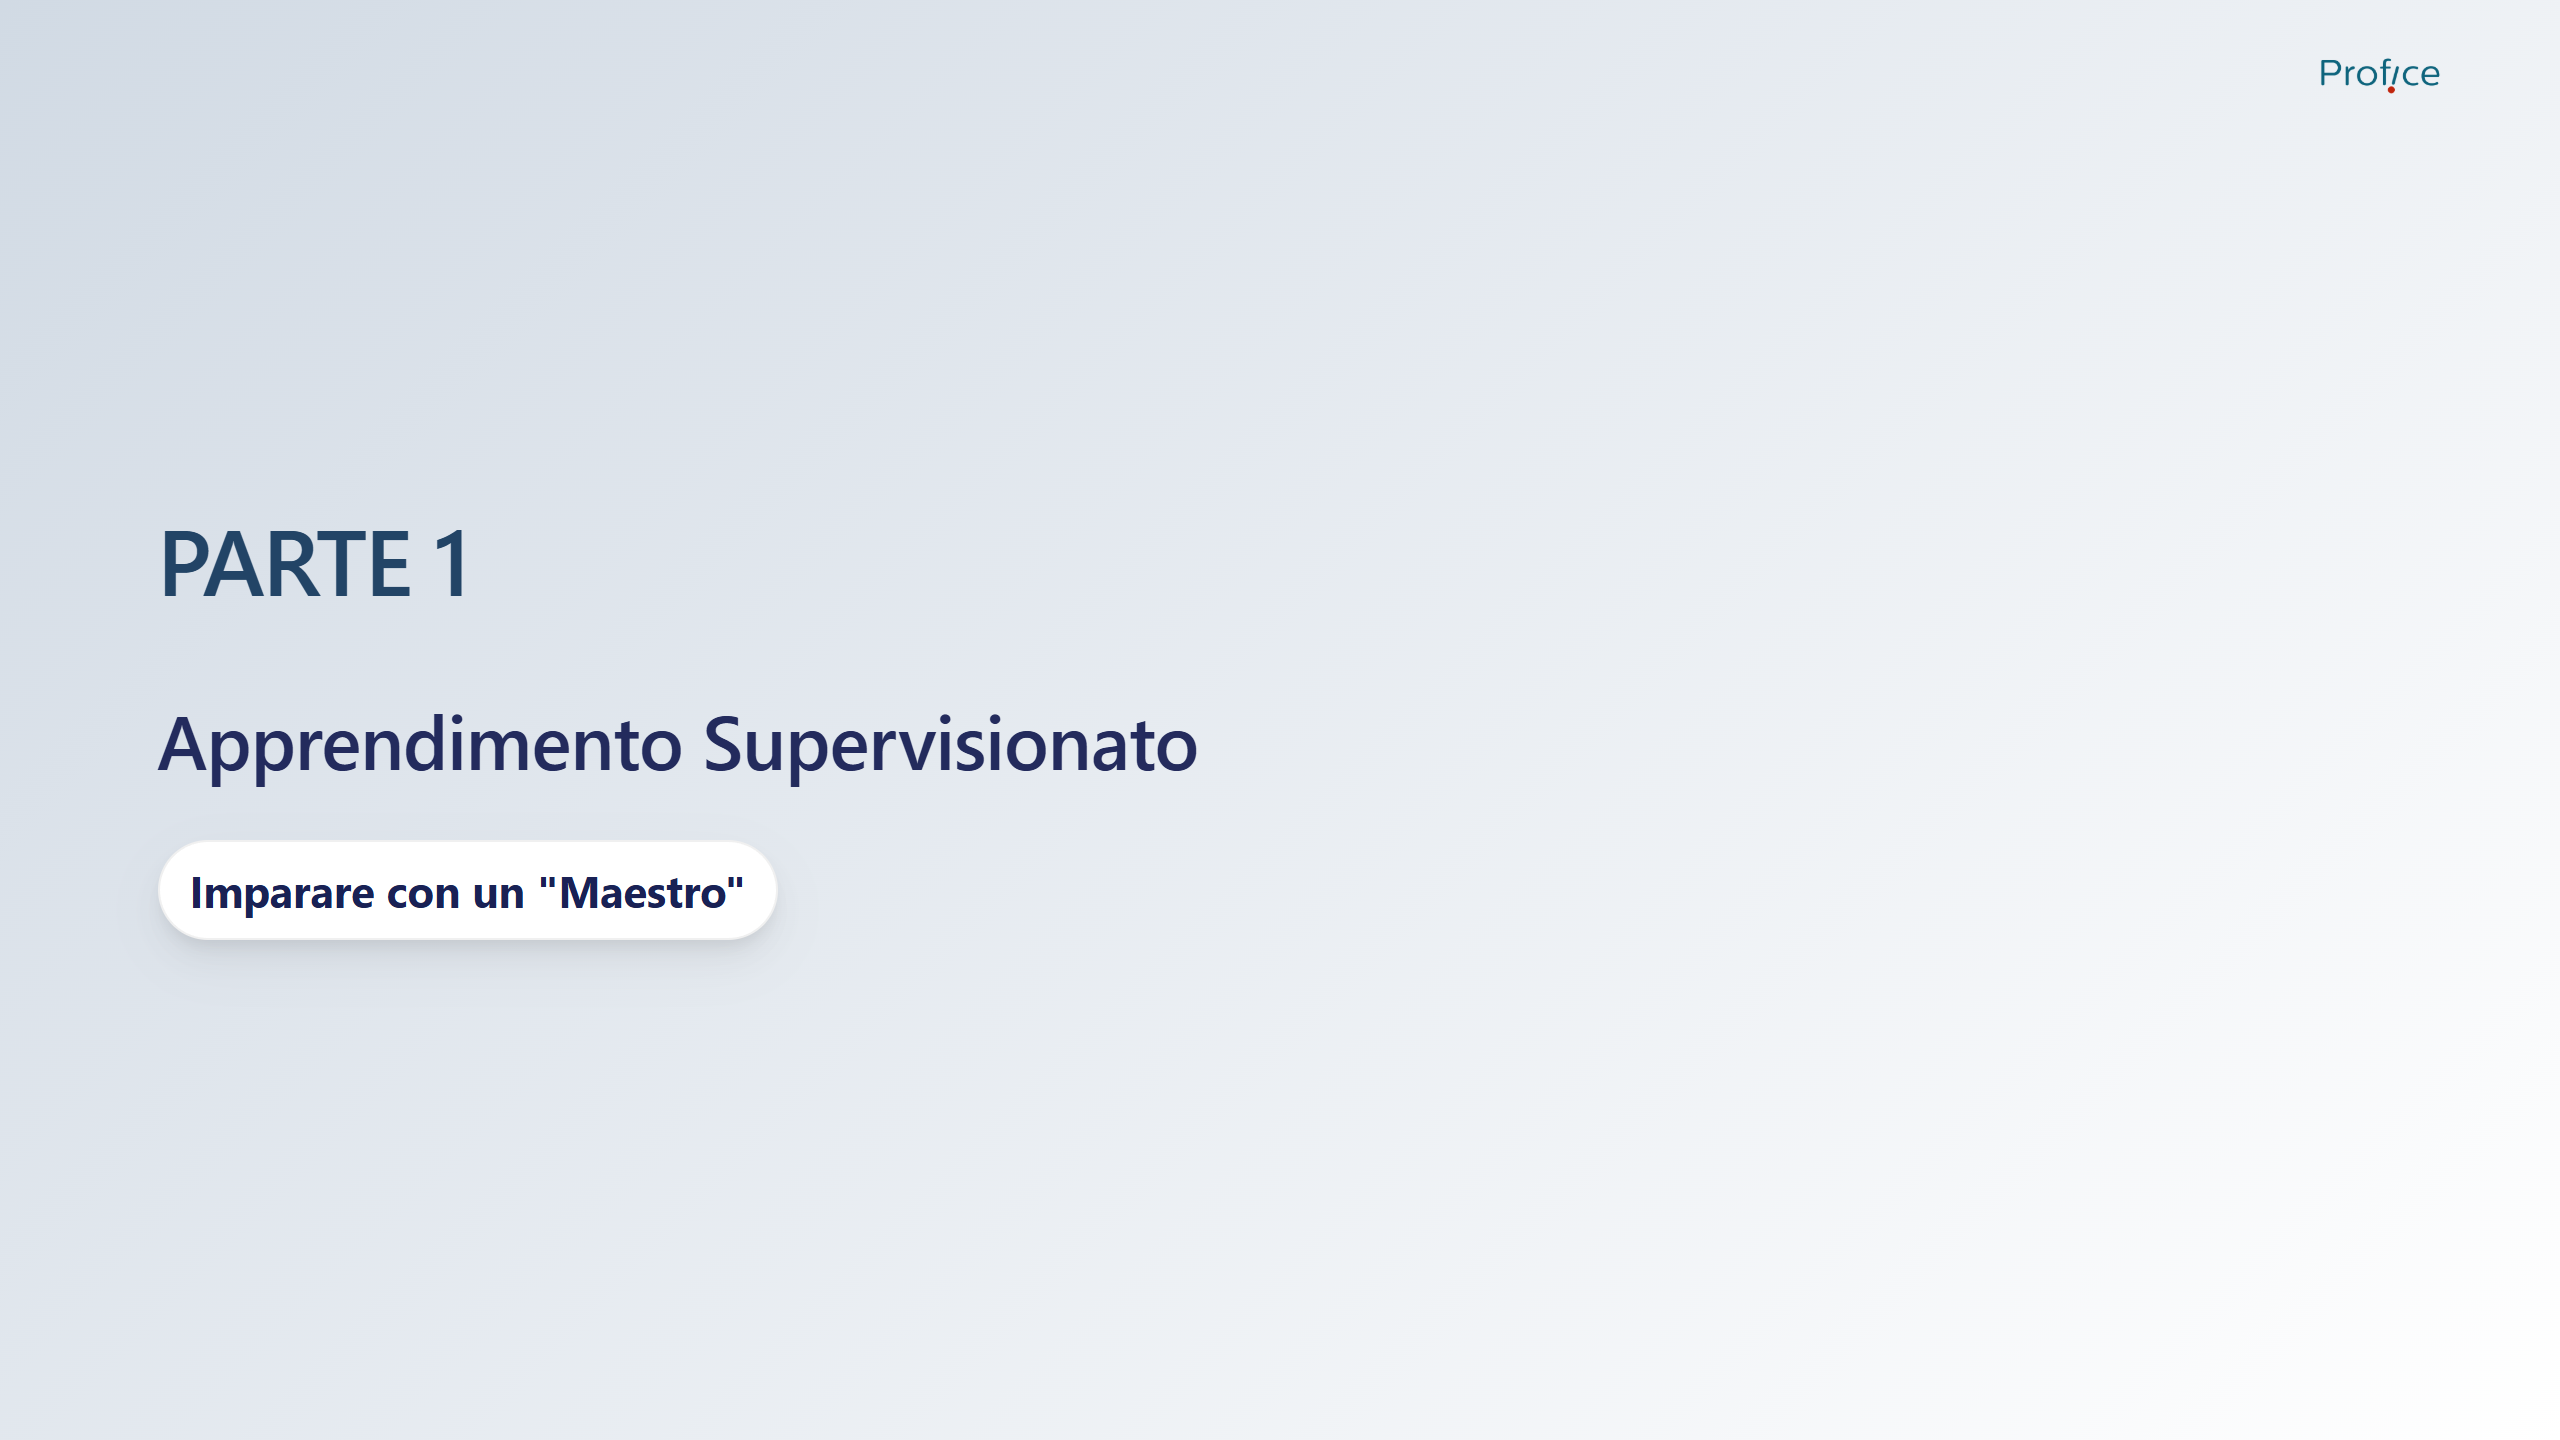 Profice
PARTE 1
Apprendimento Supervisionato
Imparare con un "Maestro"